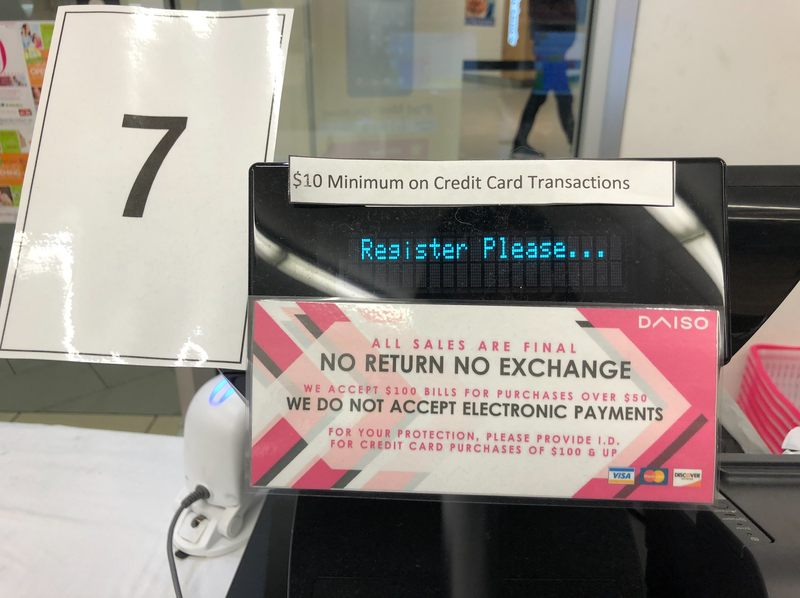 7
$10 Minimum on Credit Card Transactions
Register Please...
DAISO
ALL SALES ARE FINAL
NO RETURN NO EXCHANGE
WE ACCEPT $100 BILLS FOR PURCHASES OVER $50
WE DO NOT ACCEPT ELECTRONIC PAYMENTS
FOR YOUR PROTECTION, PLEASE PROVIDE I.D.
FOR CREDIT CARD PURCHASES OF $100 & UP
VISA MasterCard DISCOVER